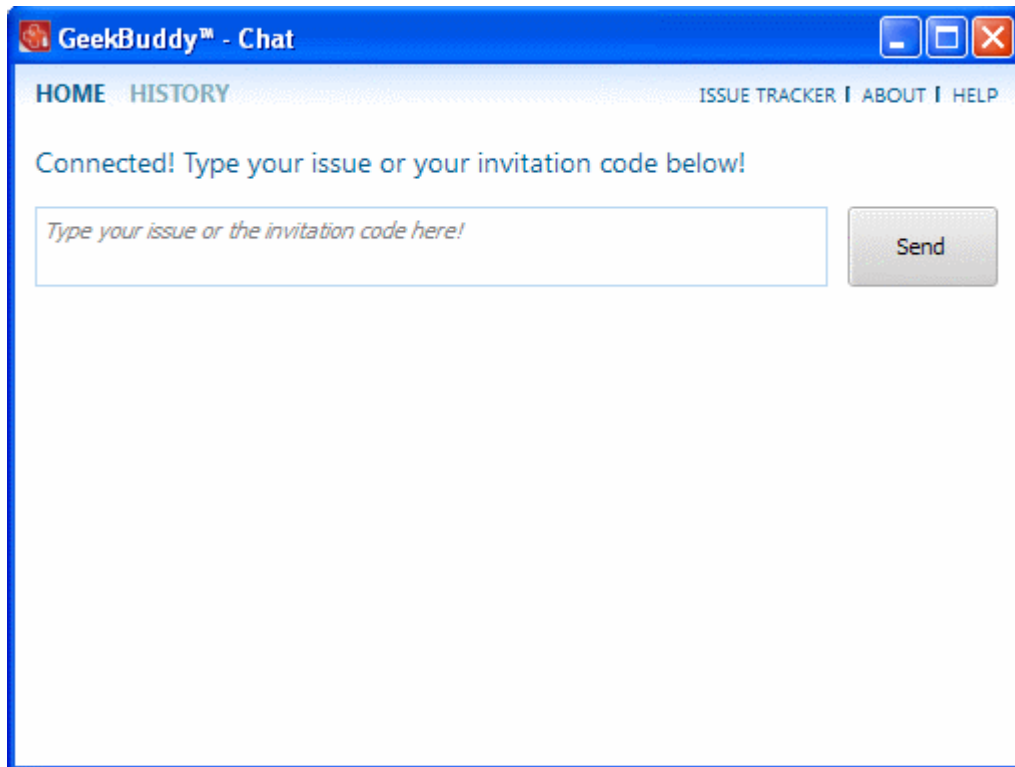 GeekBuddy™ - Chat
HOME HISTORY ISSUE TRACKER | ABOUT | HELP
Connected! Type your issue or your invitation code below!
Type your issue or the invitation code here!
Send